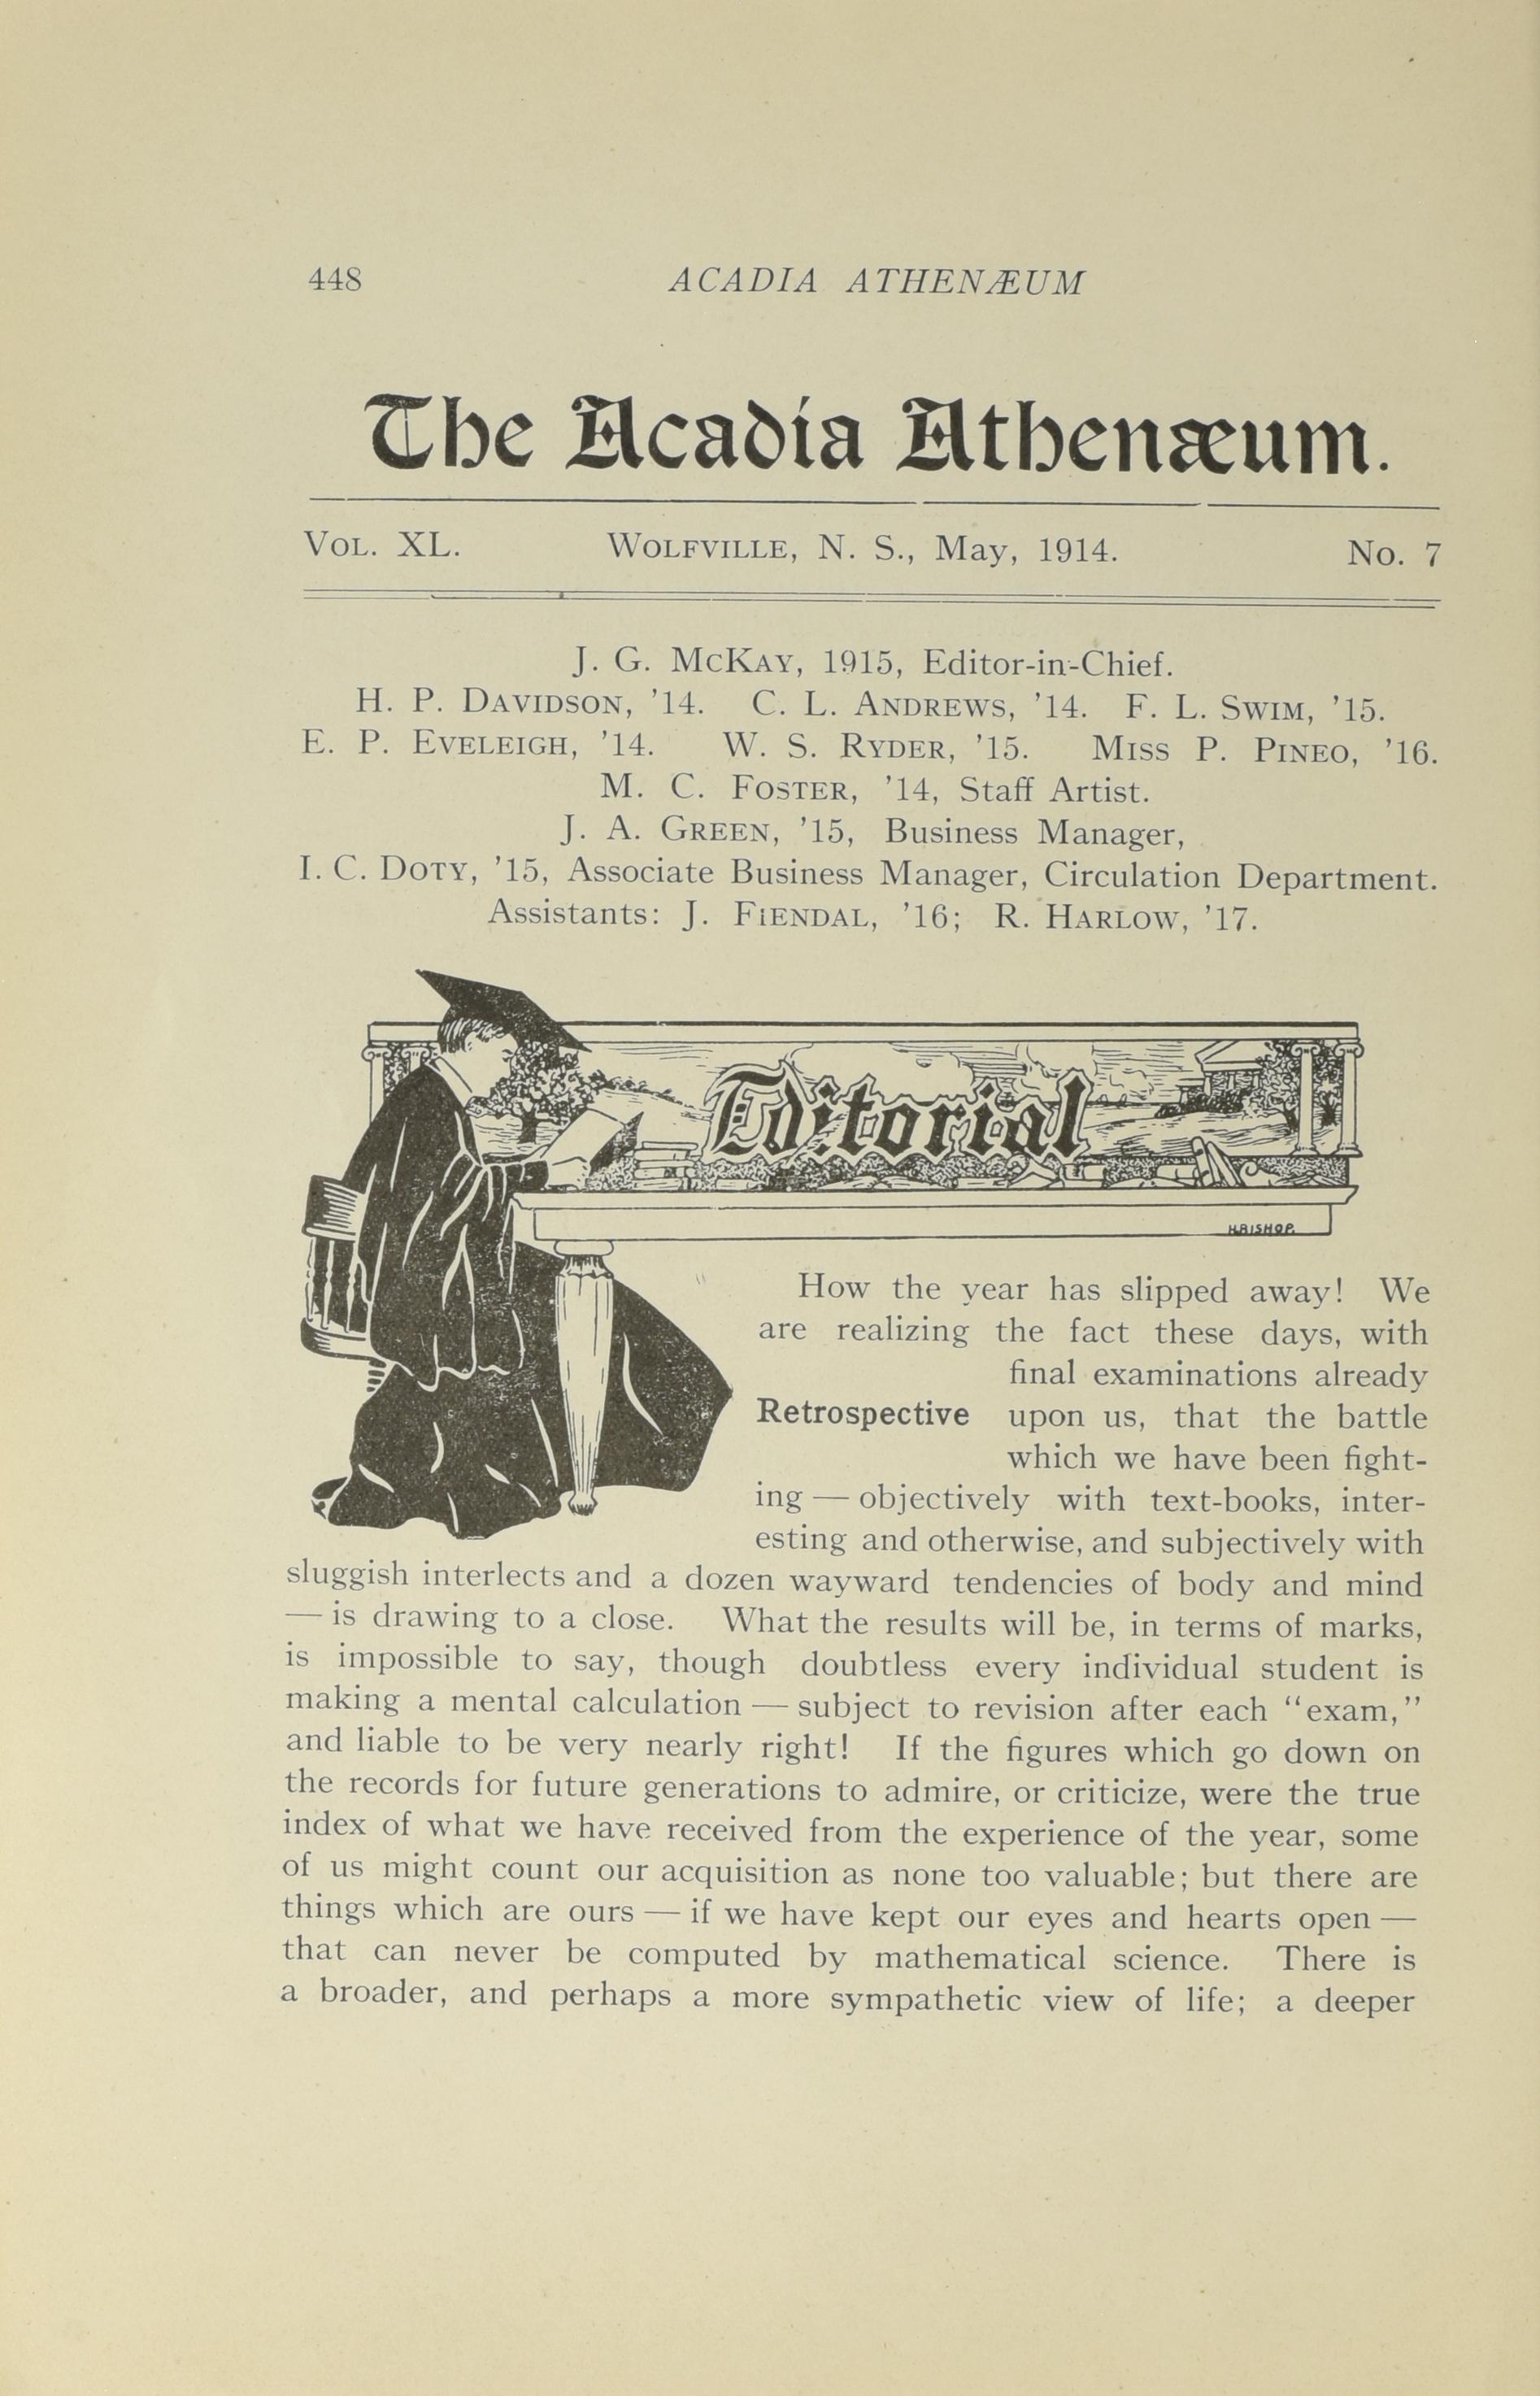 448 ACADIA ATHENÆUM
The Acadia Athenæum.
VOL. XL. WOLFVILLE, N. S., May, 1914. No. 7
J. G. McKAY, 1915, Editor-in-Chief.
H. P. DAVIDSON, ’14. C. L. ANDREWS, ’14. F. L. SWIM, ’15.
E. P. EVELEIGH, ’14. W. S. RYDER, ’15. MISS P. PINEO, ’16.
M. C. FOSTER, ’14, Staff Artist.
J. A. GREEN, ’15, Business Manager,
I. C. DOTY, ’15, Associate Business Manager, Circulation Department.
Assistants: J. FiENDAL, ’16; R. HARLOW, ’17.
Editorial
H.BISHOP.
How the year has slipped away! We
are realizing the fact these days, with
final examinations already
Retrospective upon us, that the battle
which we have been fight-
ing — objectively with text-books, inter-
esting and otherwise, and subjectively with
sluggish interlects and a dozen wayward tendencies of body and mind
— is drawing to a close. What the results will be, in terms of marks,
is impossible to say, though doubtless every individual student is
making a mental calculation — subject to revision after each “exam,”
and liable to be very nearly right! If the figures which go down on
the records for future generations to admire, or criticize, were the true
index of what we have received from the experience of the year, some
of us might count our acquisition as none too valuable; but there are
things which are ours — if we have kept our eyes and hearts open —
that can never be computed by mathematical science. There is
a broader, and perhaps a more sympathetic view of life; a deeper